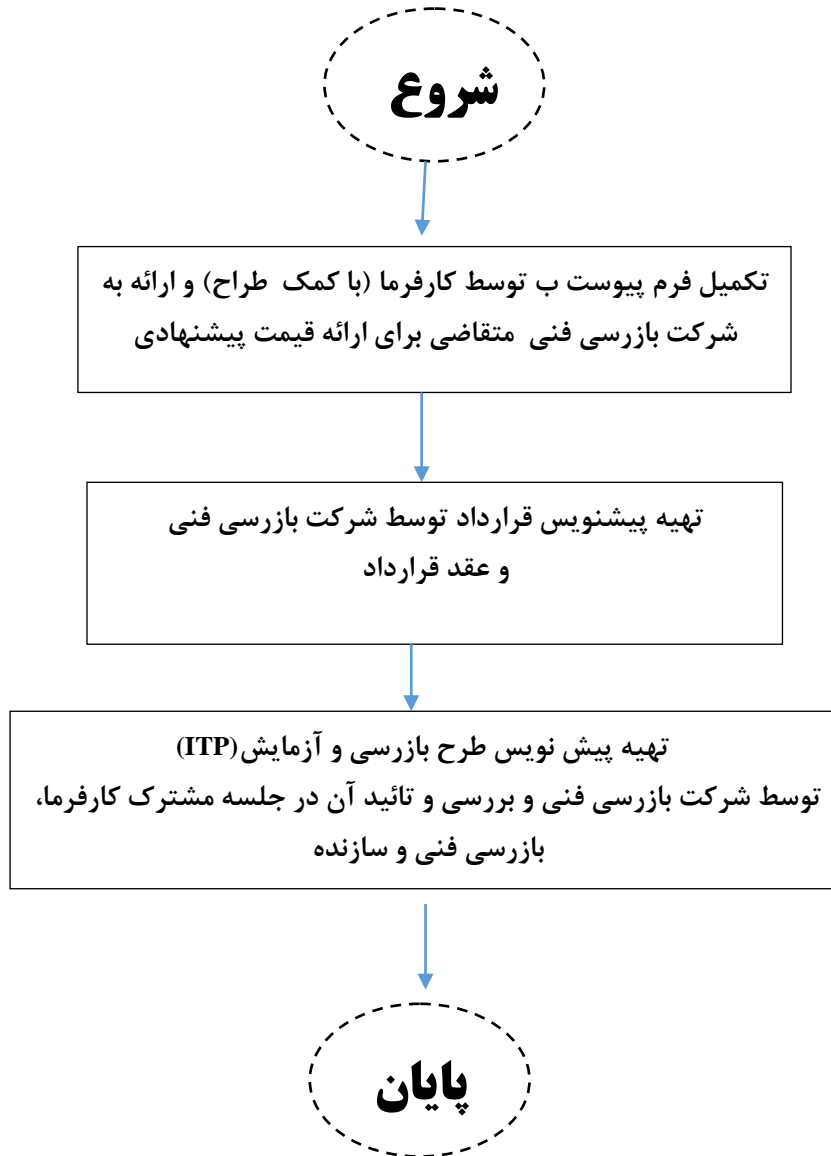 شروع
تکمیل فرم پیوست ب توسط کارفرما (با کمک طراح) و ارائه به
شرکت بازرسی فنی متقاضی برای ارائه قیمت پیشنهادی
تهیه پیشنویس قرارداد توسط شرکت بازرسی فنی
و عقد قرارداد
تهیه پیش نویس طرح بازرسی و آزمایش(ITP)
توسط شرکت بازرسی فنی و بررسی و تائید آن در جلسه مشترک کارفرما،
بازرسی فنی و سازنده
پایان